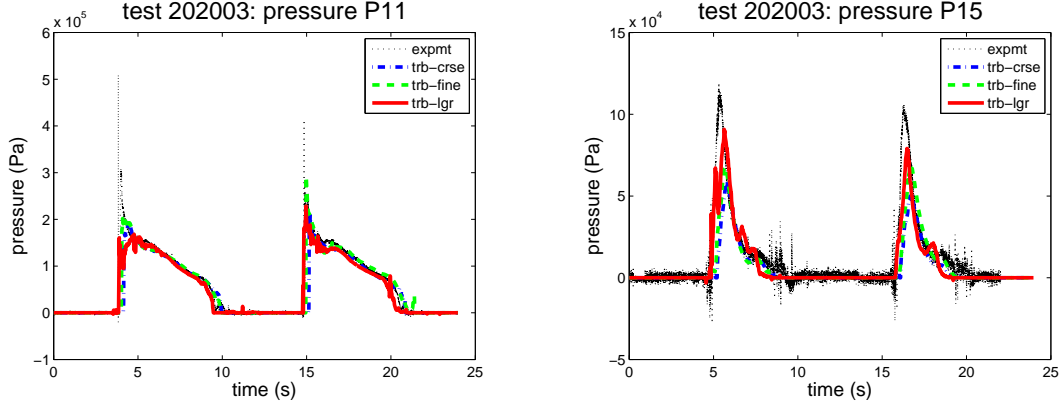 test 202003: pressure P11
x 10^5
6
5
4
3
2
1
0
−1
0 5 10 15 20 25
pressure (Pa)
time (s)
expmt
trb−crse
trb−fine
trb−lgr
test 202003: pressure P15
x 10^4
15
10
5
0
−5
0 5 10 15 20 25
pressure (Pa)
time (s)
expmt
trb−crse
trb−fine
trb−lgr